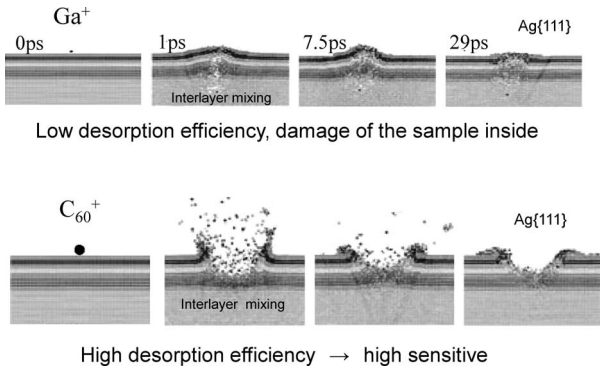 Ga+
0ps
1ps
7.5ps
29ps
Ag{111}
Interlayer mixing
Low desorption efficiency, damage of the sample inside
C60+
Ag{111}
Interlayer mixing
High desorption efficiency → high sensitive